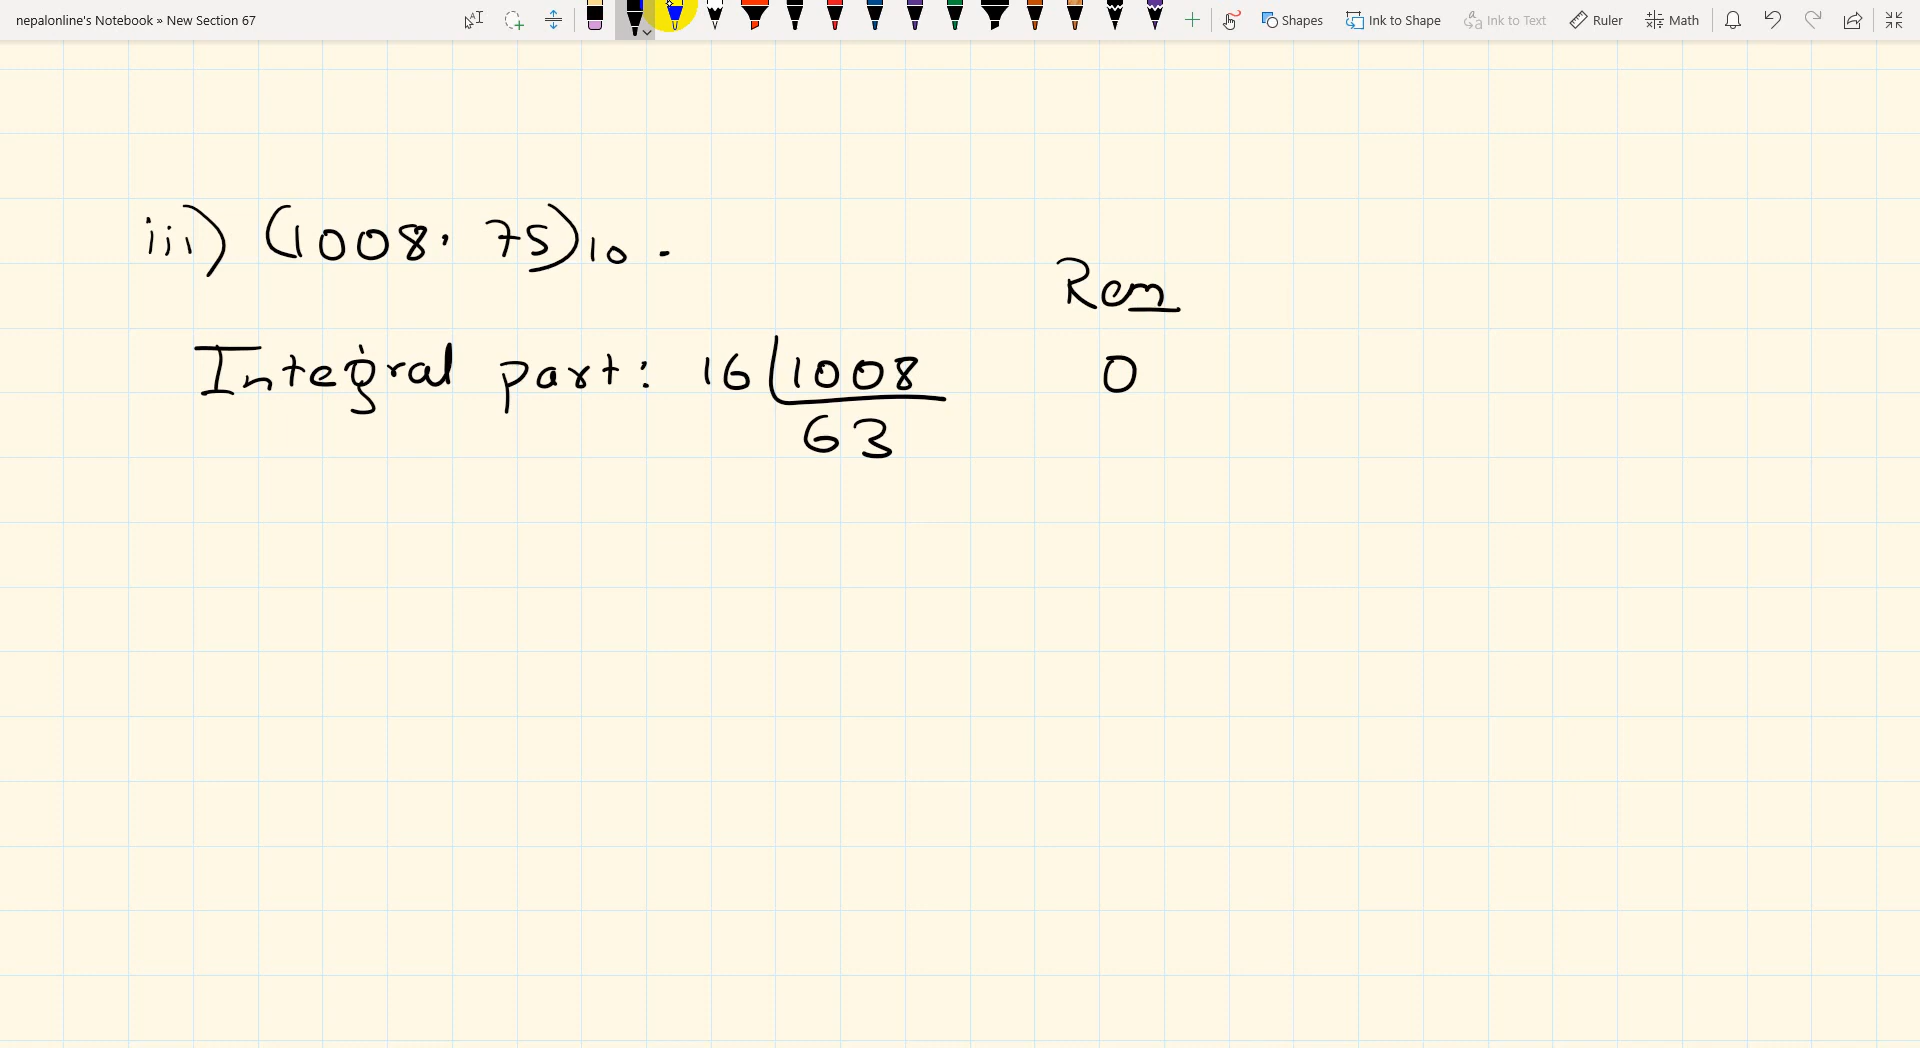 nepalonline's Notebook » New Section 67
Shapes Ink to Shape Ink to Text Ruler Math
iii) (1008. 75)10 .
Rem
Integral part: 16 1008 0
63